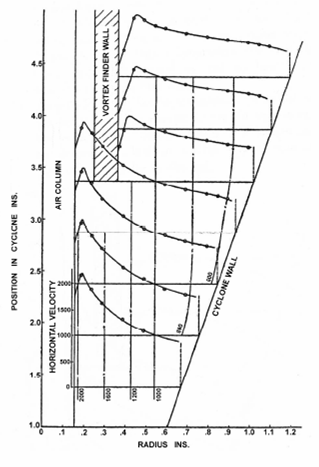 4.5
4.0
3.5
3.0
2.5
2.0
1.5
1.0
POSITION IN CYCLONE INS.
AIR COLUMN
VORTEX FINDER WALL
CYCLONE WALL
HORIZONTAL VELOCITY
2000
1500
1000
500
0
2000
1600
1200
1000
0 .1 .2 .3 .4 .5 .6 .7 .8 .9 1.0 1.1 1.2
RADIUS INS.